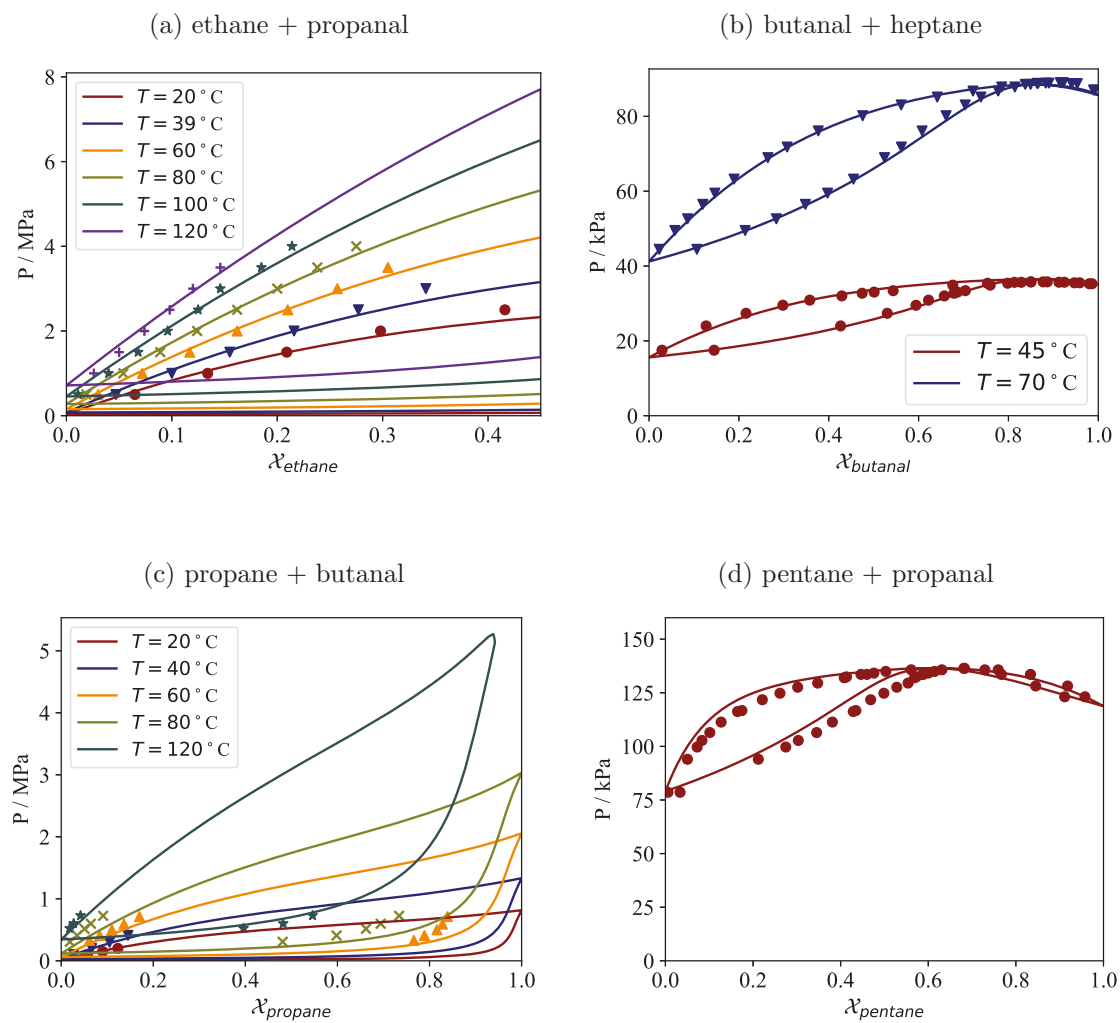 (a) ethane + propanal
8
6
4
2
0
P / MPa
T = 20 °C
T = 39 °C
T = 60 °C
T = 80 °C
T = 100 °C
T = 120 °C
0.0 0.1 0.2 0.3 0.4
𝒳ethane
(b) butanal + heptane
80
60
40
20
0
P / kPa
T = 45 °C
T = 70 °C
0.0 0.2 0.4 0.6 0.8 1.0
𝒳butanal
(c) propane + butanal
5
4
3
2
1
0
P / MPa
T = 20 °C
T = 40 °C
T = 60 °C
T = 80 °C
T = 120 °C
0.0 0.2 0.4 0.6 0.8 1.0
𝒳propane
(d) pentane + propanal
150
125
100
75
50
25
0
P / kPa
0.0 0.2 0.4 0.6 0.8 1.0
𝒳pentane